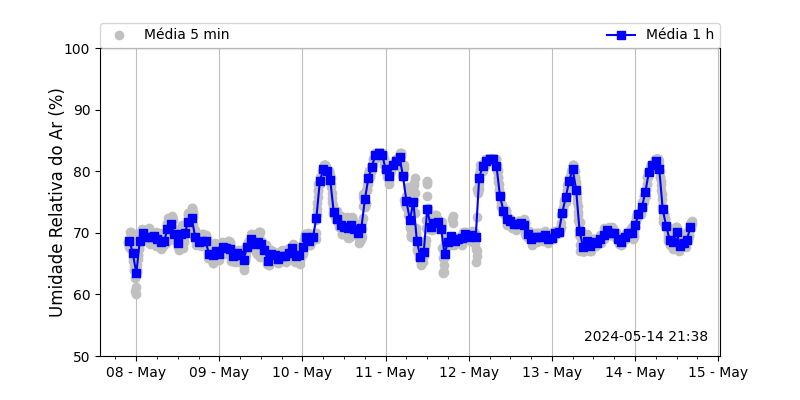 Média 5 min
Média 1 h
100
90
80
70
60
50
Umidade Relativa do Ar (%)
2024-05-14 21:38
08 - May
09 - May
10 - May
11 - May
12 - May
13 - May
14 - May
15 - May